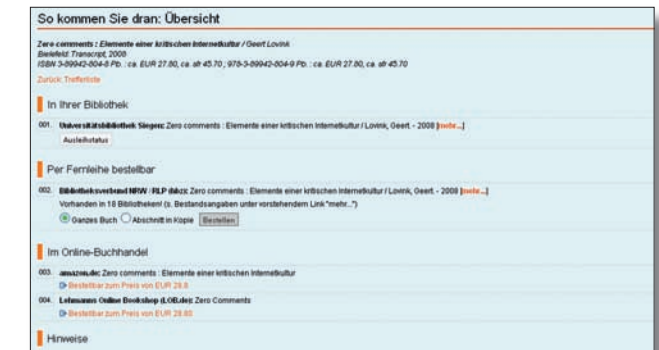 So kommen Sie dran: Übersicht
Zero comments : Elemente einer kritischen Internetkultur / Geert Lovink
Bielefeld: Transcript, 2008
ISBN 3-89942-804-8 Pb. : ca. EUR 27.80, ca. sfr 45.70 ; 978-3-89942-804-9 Pb. : ca. EUR 27.80, ca. sfr 45.70
Zurück: Trefferliste
In Ihrer Bibliothek
001. Universitätsbibliothek Siegen: Zero comments : Elemente einer kritischen Internetkultur / Lovink, Geert. - 2008 [mehr...]
Ausleihstatus
Per Fernleihe bestellbar
002. Bibliotheksverbund NRW / RLP (hbz): Zero comments : Elemente einer kritischen Internetkultur / Lovink, Geert. - 2008 [mehr...]
Vorhanden in 18 Bibliotheken! (s. Bestandsangaben unter vorstehendem Link "mehr...")
Ganzes Buch Abschnitt in Kopie Bestellen
Im Online-Buchhandel
003. amazon.de: Zero comments : Elemente einer kritischen Internetkultur
Bestellbar zum Preis von EUR 28.8
004. Lehmanns Online Bookshop (LOB.de): Zero Comments
Bestellbar zum Preis von EUR 28.80
Hinweise